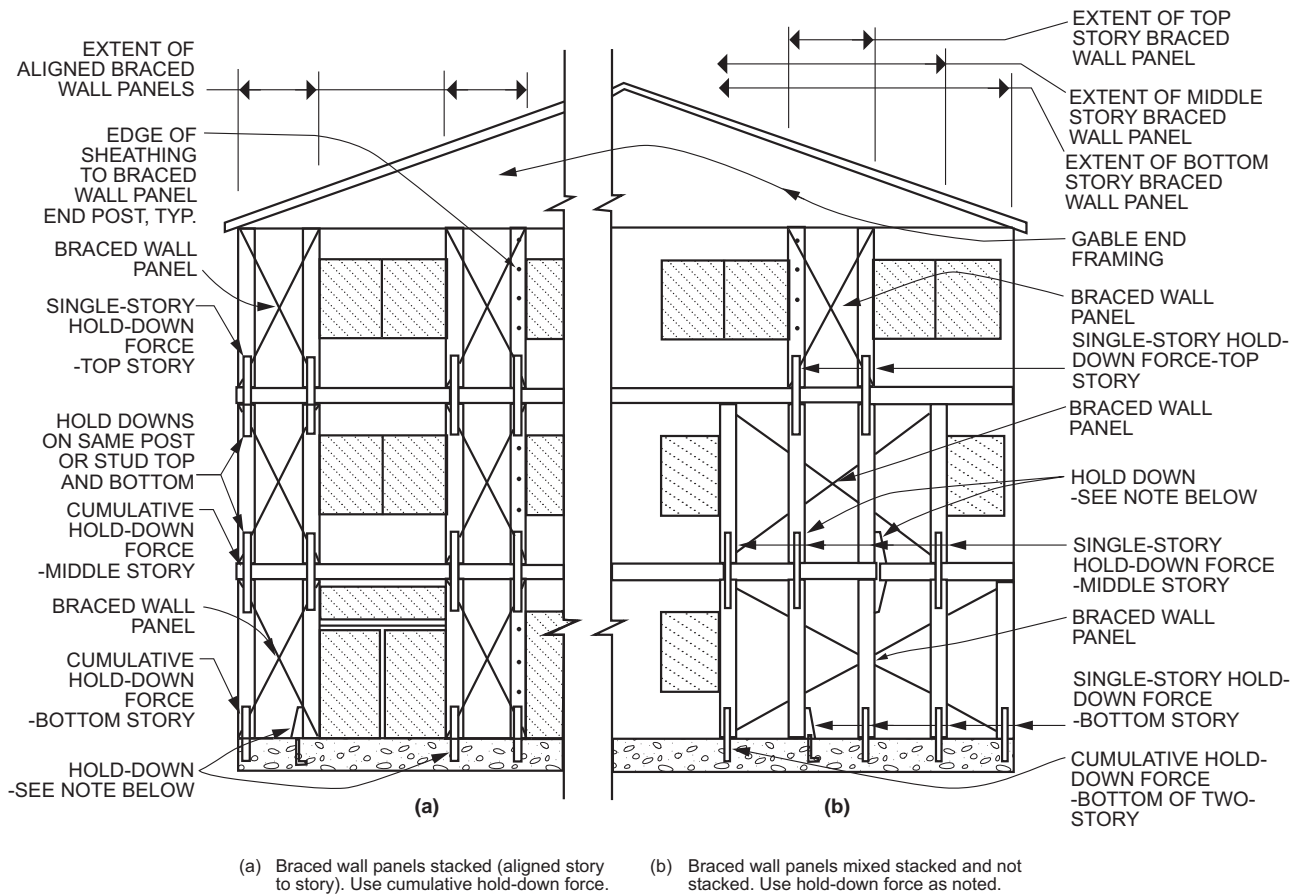 EXTENT OF
ALIGNED BRACED
WALL PANELS
EDGE OF
SHEATHING
TO BRACED
WALL PANEL
END POST, TYP.
BRACED WALL
PANEL
SINGLE-STORY
HOLD-DOWN
FORCE
-TOP STORY
HOLD DOWNS
ON SAME POST
OR STUD TOP
AND BOTTOM
CUMULATIVE
HOLD-DOWN
FORCE
-MIDDLE STORY
BRACED WALL
PANEL
CUMULATIVE
HOLD-DOWN
FORCE
-BOTTOM STORY
HOLD-DOWN
-SEE NOTE BELOW
(a)
EXTENT OF TOP
STORY BRACED
WALL PANEL
EXTENT OF MIDDLE
STORY BRACED
WALL PANEL
EXTENT OF BOTTOM
STORY BRACED
WALL PANEL
GABLE END
FRAMING
BRACED WALL
PANEL
SINGLE-STORY HOLD-
DOWN FORCE-TOP
STORY
BRACED WALL
PANEL
HOLD DOWN
-SEE NOTE BELOW
SINGLE-STORY
HOLD-DOWN FORCE
-MIDDLE STORY
BRACED WALL
PANEL
SINGLE-STORY HOLD-
DOWN FORCE
-BOTTOM STORY
CUMULATIVE HOLD-
DOWN FORCE
-BOTTOM OF TWO-
STORY
(b)
(a) Braced wall panels stacked (aligned story
to story). Use cumulative hold-down force.
(b) Braced wall panels mixed stacked and not
stacked. Use hold-down force as noted.